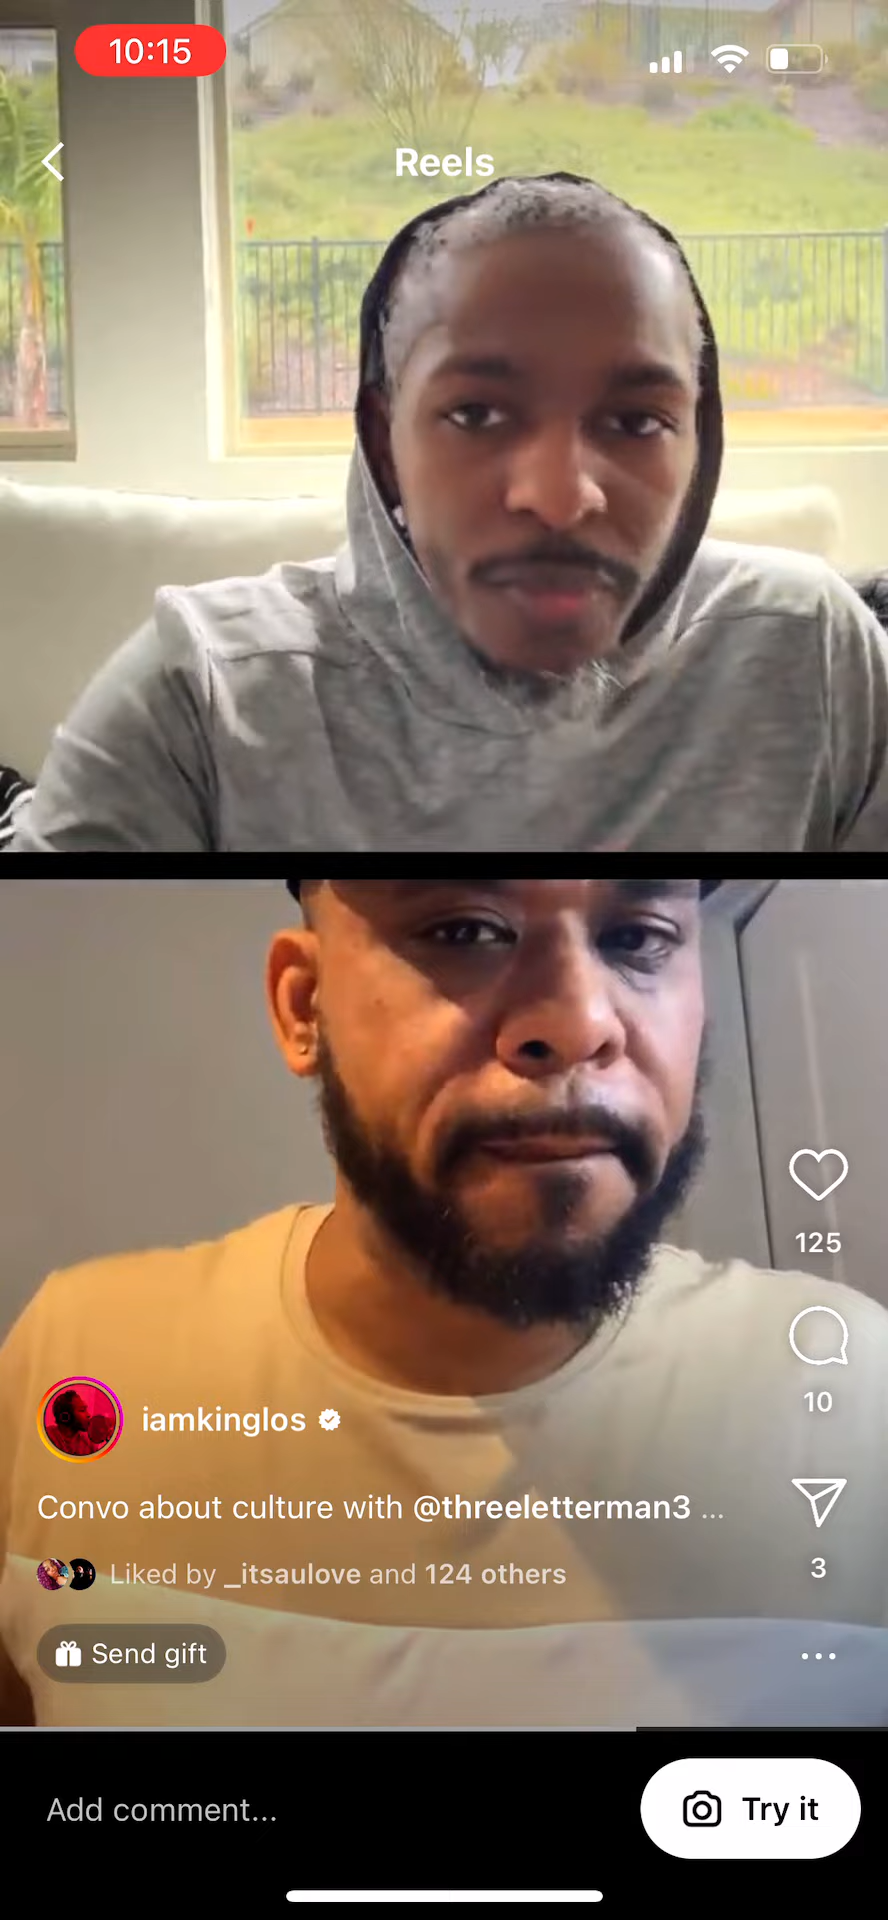 10:15
Reels
125
10
iamkinglos
Convo about culture with @threeletterman3 ...
3
Liked by _itsaulove and 124 others
Send gift
Add comment...
Try it